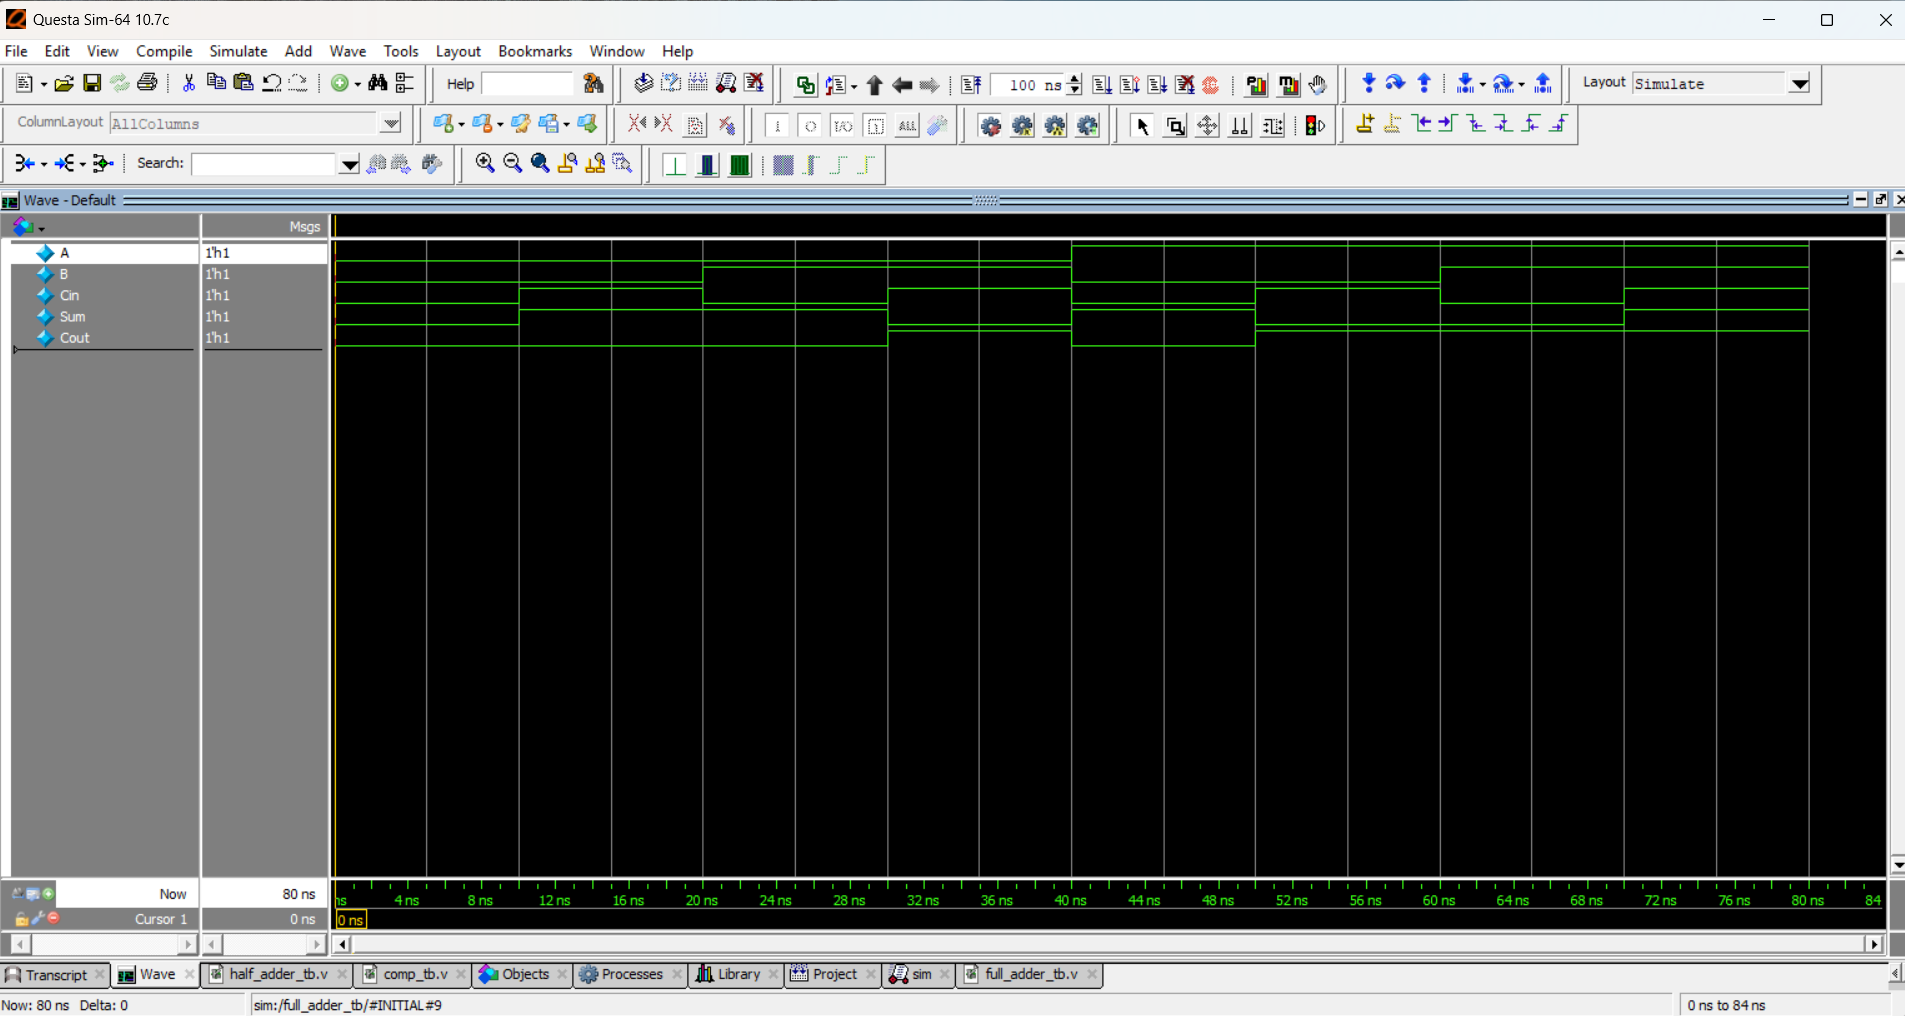 Questa Sim-64 10.7c
File Edit View Compile Simulate Add Wave Tools Layout Bookmarks Window Help
Help 100 ns Layout Simulate
ColumnLayout AllColumns ALL
Search:
Wave - Default
Msgs
A 1'h1
B 1'h1
Cin 1'h1
Sum 1'h1
Cout 1'h1
Now 80 ns ns 4 ns 8 ns 12 ns 16 ns 20 ns 24 ns 28 ns 32 ns 36 ns 40 ns 44 ns 48 ns 52 ns 56 ns 60 ns 64 ns 68 ns 72 ns 76 ns 80 ns 84
Cursor 1 0 ns 0 ns
Transcript Wave half_adder_tb.v comp_tb.v Objects Processes Library Project sim full_adder_tb.v
Now: 80 ns Delta: 0 sim:/full_adder_tb/#INITIAL#9 0 ns to 84 ns